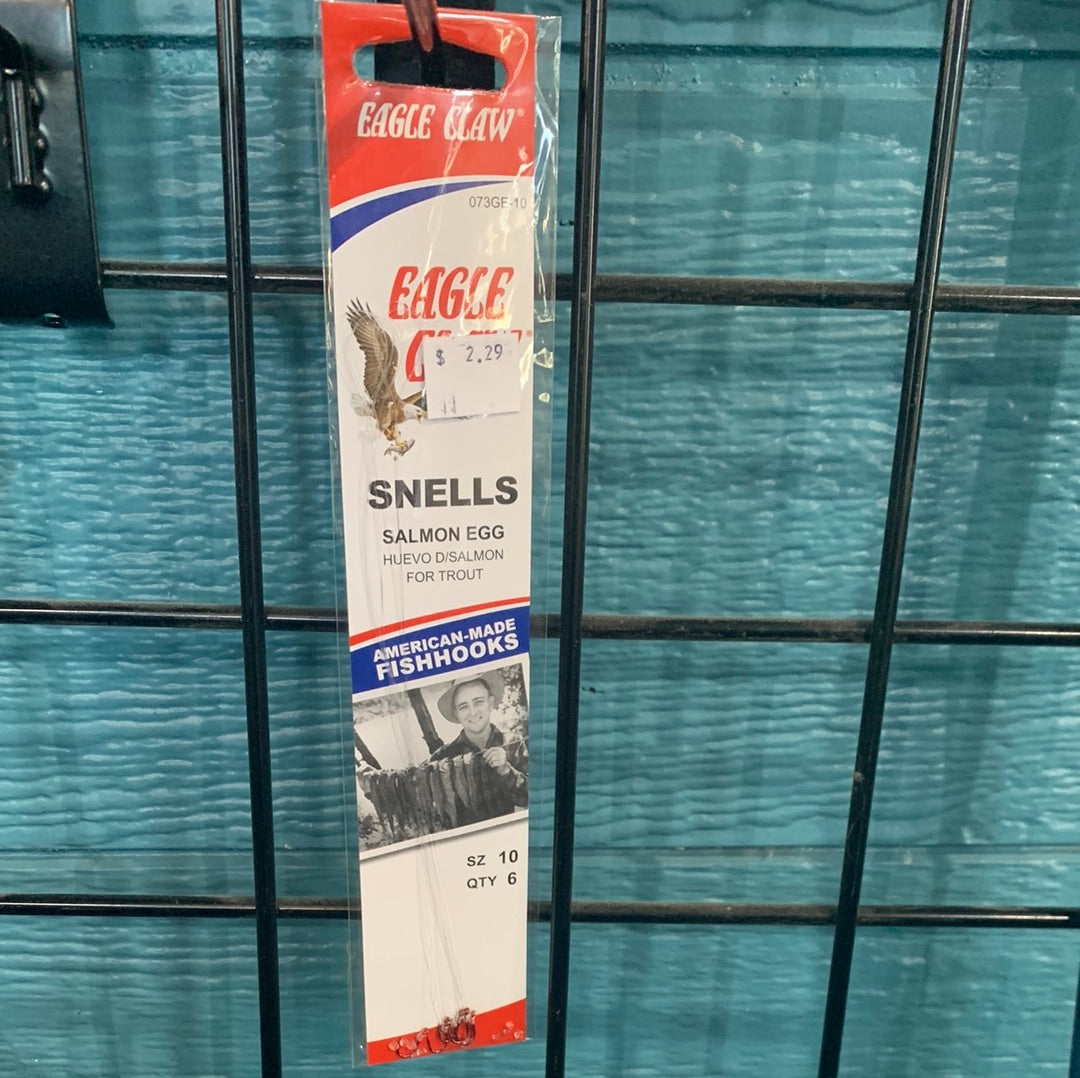 EAGLE CLAW®
073GE-10
EAGLE
$ 2.29
SNELLS
SALMON EGG
HUEVO D/SALMON
FOR TROUT
AMERICAN-MADE
FISHHOOKS
SZ 10
QTY 6